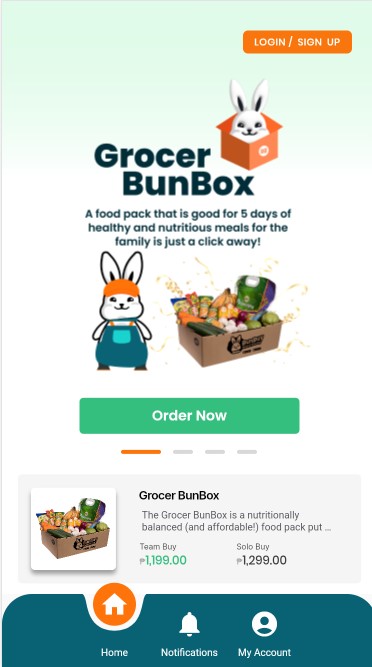 LOGIN / SIGN UP
Grocer
BunBox
A food pack that is good for 5 days of
healthy and nutritious meals for the
family is just a click away!
Order Now
Grocer BunBox
The Grocer BunBox is a nutritionally
balanced (and affordable!) food pack put ...
Team Buy
Solo Buy
₱1,199.00
₱1,299.00
Home
Notifications
My Account